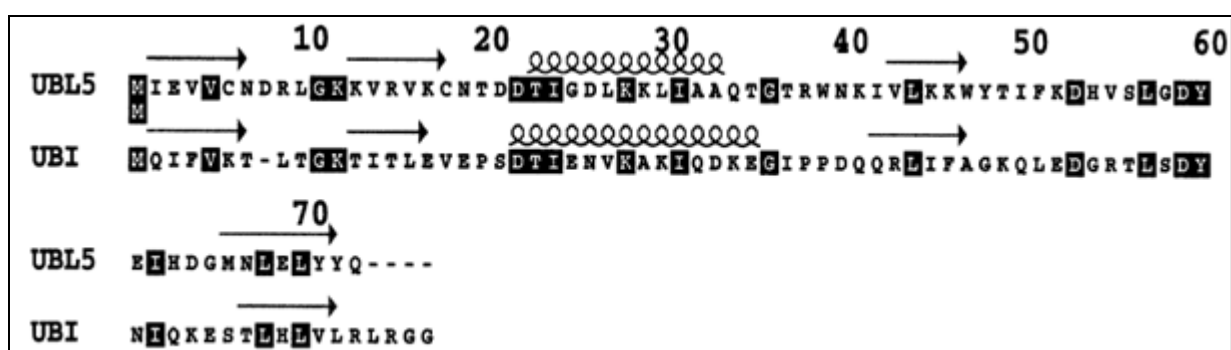 10 20 30 40 50 60
UBL5 MIEVVCNDRLGKKVRVKCNTDDTIGDLKKLIAAQTGTRWNKIVLKKWYTIFKDHVSLGDY
M
UBI MQIFVKT-LTGKTITLEVEPSDTIENVKAKIQDKEGIPPDQQRLIFAGKQLEDGRTLSDY
70
UBL5 EIHDGMNLELYYQ----
UBI NIQKESTLHLVLRLRGG